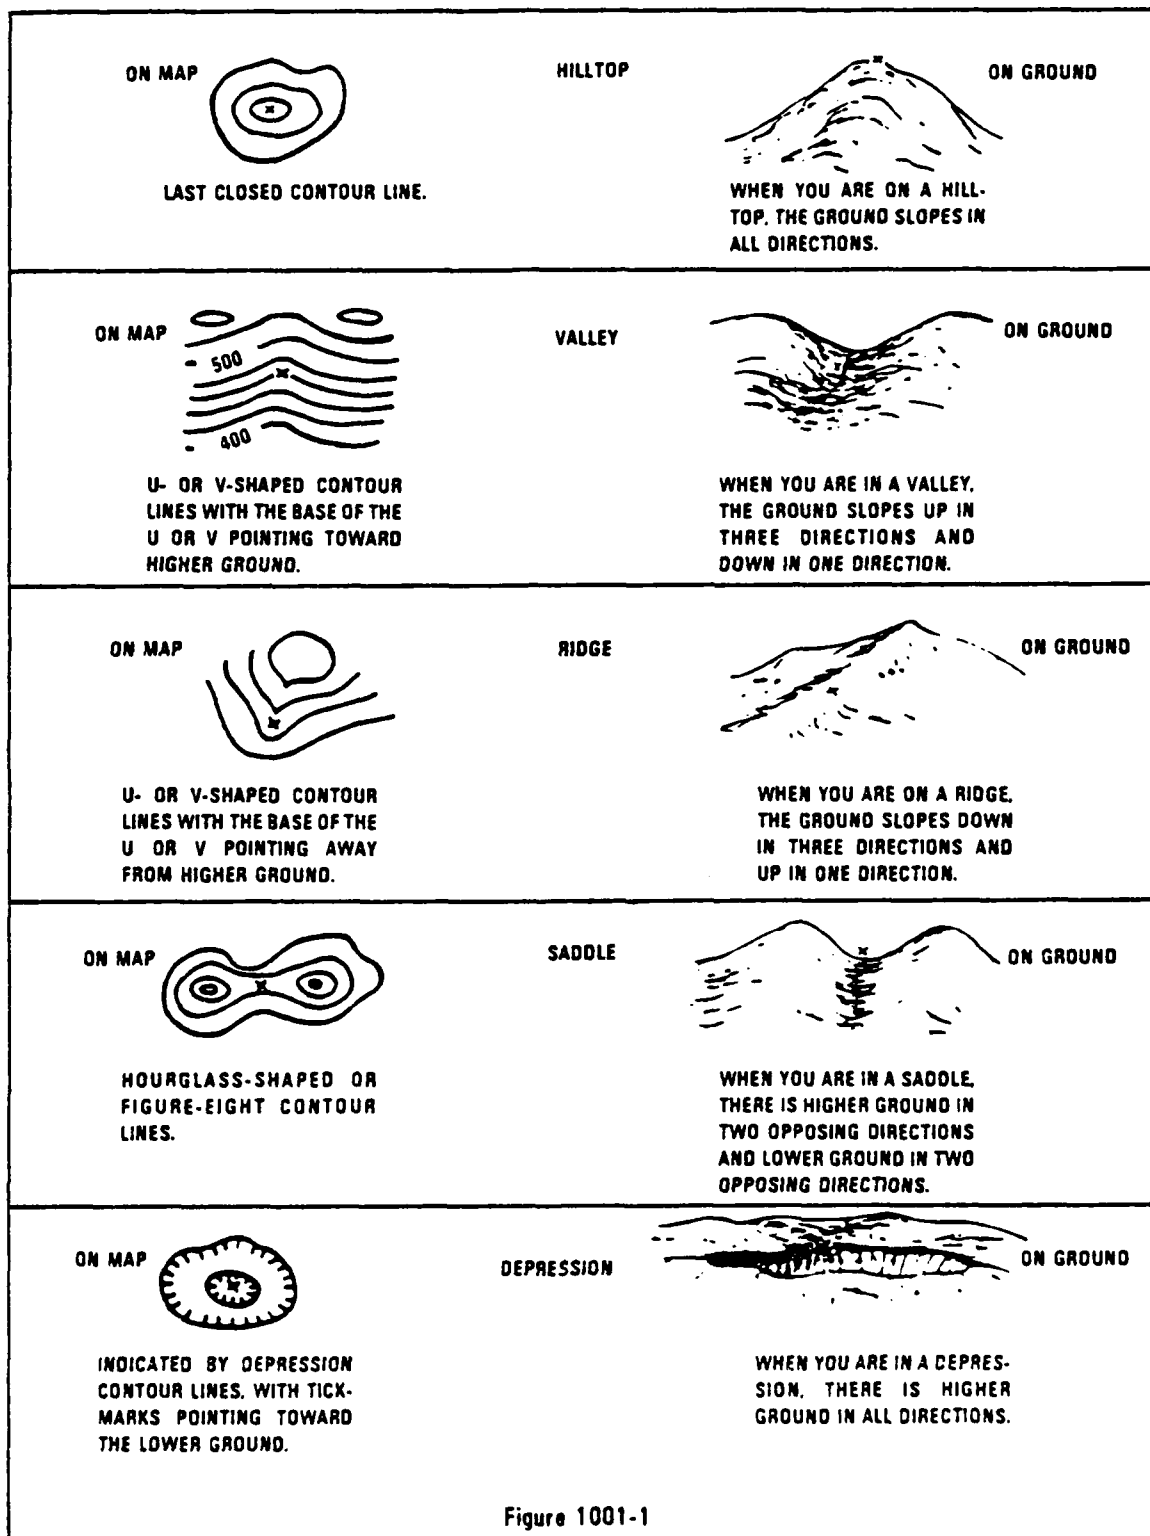 ON MAP
HILLTOP
ON GROUND
LAST CLOSED CONTOUR LINE.
WHEN YOU ARE ON A HILL-
TOP, THE GROUND SLOPES IN
ALL DIRECTIONS.
ON MAP
VALLEY
ON GROUND
500
400
U- OR V-SHAPED CONTOUR
LINES WITH THE BASE OF THE
U OR V POINTING TOWARD
HIGHER GROUND.
WHEN YOU ARE IN A VALLEY,
THE GROUND SLOPES UP IN
THREE DIRECTIONS AND
DOWN IN ONE DIRECTION.
ON MAP
RIDGE
ON GROUND
U- OR V-SHAPED CONTOUR
LINES WITH THE BASE OF THE
U OR V POINTING AWAY
FROM HIGHER GROUND.
WHEN YOU ARE ON A RIDGE,
THE GROUND SLOPES DOWN
IN THREE DIRECTIONS AND
UP IN ONE DIRECTION.
ON MAP
SADDLE
ON GROUND
HOURGLASS-SHAPED OR
FIGURE-EIGHT CONTOUR
LINES.
WHEN YOU ARE IN A SADDLE,
THERE IS HIGHER GROUND IN
TWO OPPOSING DIRECTIONS
AND LOWER GROUND IN TWO
OPPOSING DIRECTIONS.
ON MAP
DEPRESSION
ON GROUND
INDICATED BY DEPRESSION
CONTOUR LINES, WITH TICK-
MARKS POINTING TOWARD
THE LOWER GROUND.
WHEN YOU ARE IN A DEPRES-
SION, THERE IS HIGHER
GROUND IN ALL DIRECTIONS.
Figure 1001-1